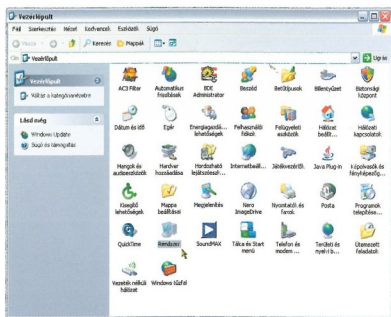 Vezérlőpult
Fájl Szerkesztés Nézet Kedvencek Eszközök Súgó
Vissza Keresés Mappák
Cím Vezérlőpult Ugrás
Vezérlőpult
Váltás a kategórianézetre
Lásd még
Windows Update
Súgó és támogatás
AC3 Filter
Automatikus frissítések
BDE Administrator
Beszéd
Betűtípusok
Billentyűzet
Biztonsági központ
Dátum és idő
Egér
Energiagazdá... lehetőségek
Felhasználói fiókok
Felügyeleti eszközök
Hálózat beállít...
Hálózati kapcsolatok
Hangok és audioeszközök
Hardver hozzáadása
Hordozható lejátszóeszk...
Internetbeáll...
Játékvezérlők
Java Plug-in
Képolvasók és fényképezőg...
Kisegítő lehetőségek
Mappa beállításai
Megjelenítés
Nero ImageDrive
Nyomtatók és faxok
Posta
Programok telepítése...
QuickTime
Rendszer
SoundMAX
Tálca és Start menü
Telefon és modem ...
Területi és nyelvi b...
Ütemezett feladatok
Vezeték nélküli hálózat
Windows tűzfal